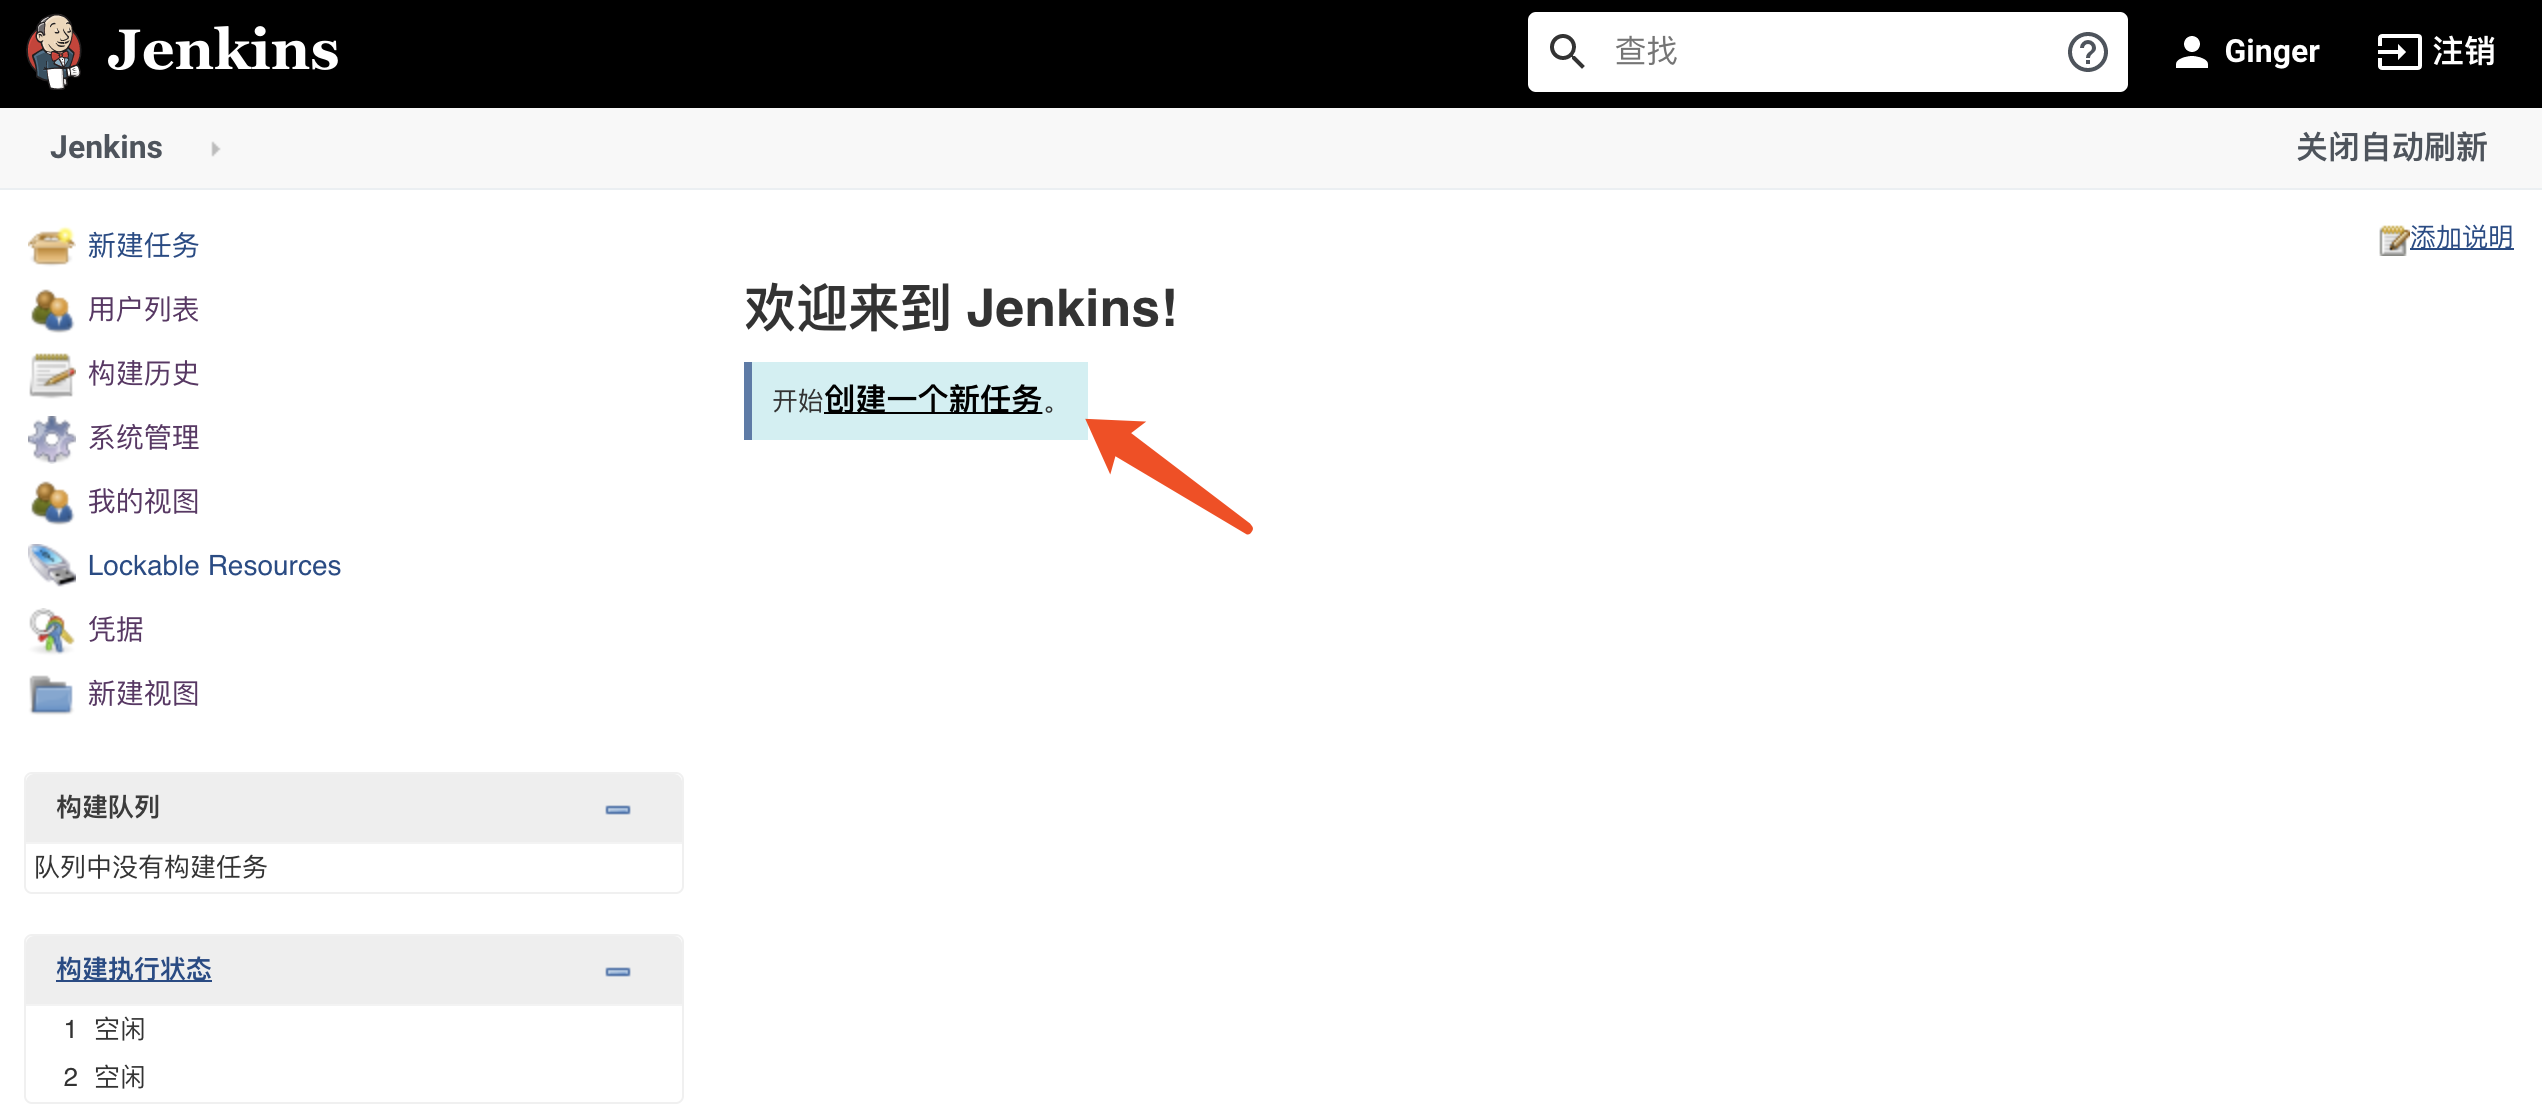 Jenkins
查找
Ginger
注销
Jenkins
关闭自动刷新
新建任务
用户列表
构建历史
系统管理
我的视图
Lockable Resources
凭据
新建视图
添加说明
欢迎来到 Jenkins!
开始创建一个新任务。
构建队列
队列中没有构建任务
构建执行状态
1 空闲
2 空闲